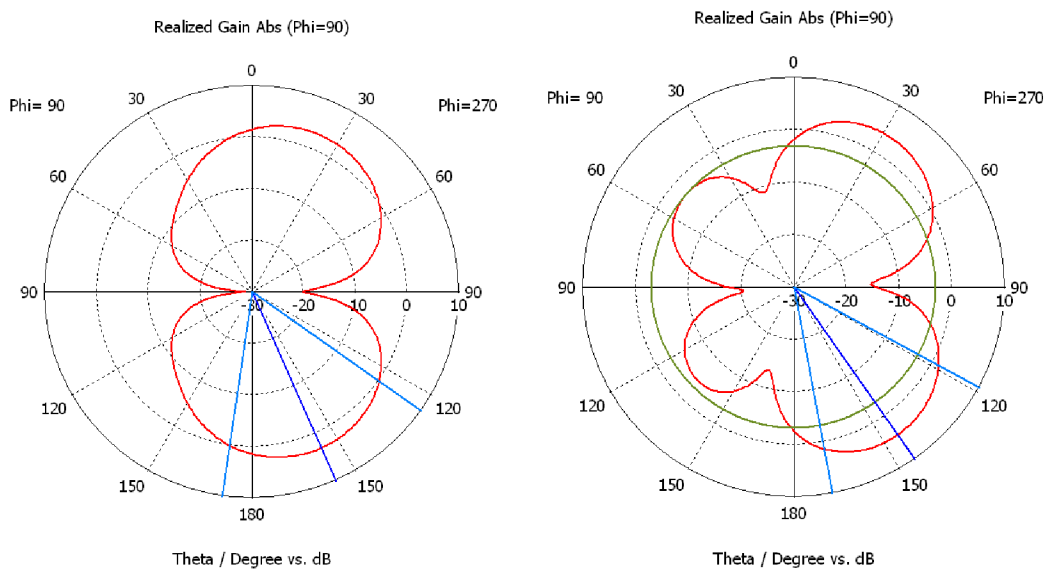 Realized Gain Abs (Phi=90)
0
Phi= 90 30 30 Phi=270
60 60
90 -30 -20 -10 0 10 90
120 120
150 150
180
Theta / Degree vs. dB
Realized Gain Abs (Phi=90)
0
Phi= 90 30 30 Phi=270
60 60
90 -30 -20 -10 0 10 90
120 120
150 150
180
Theta / Degree vs. dB